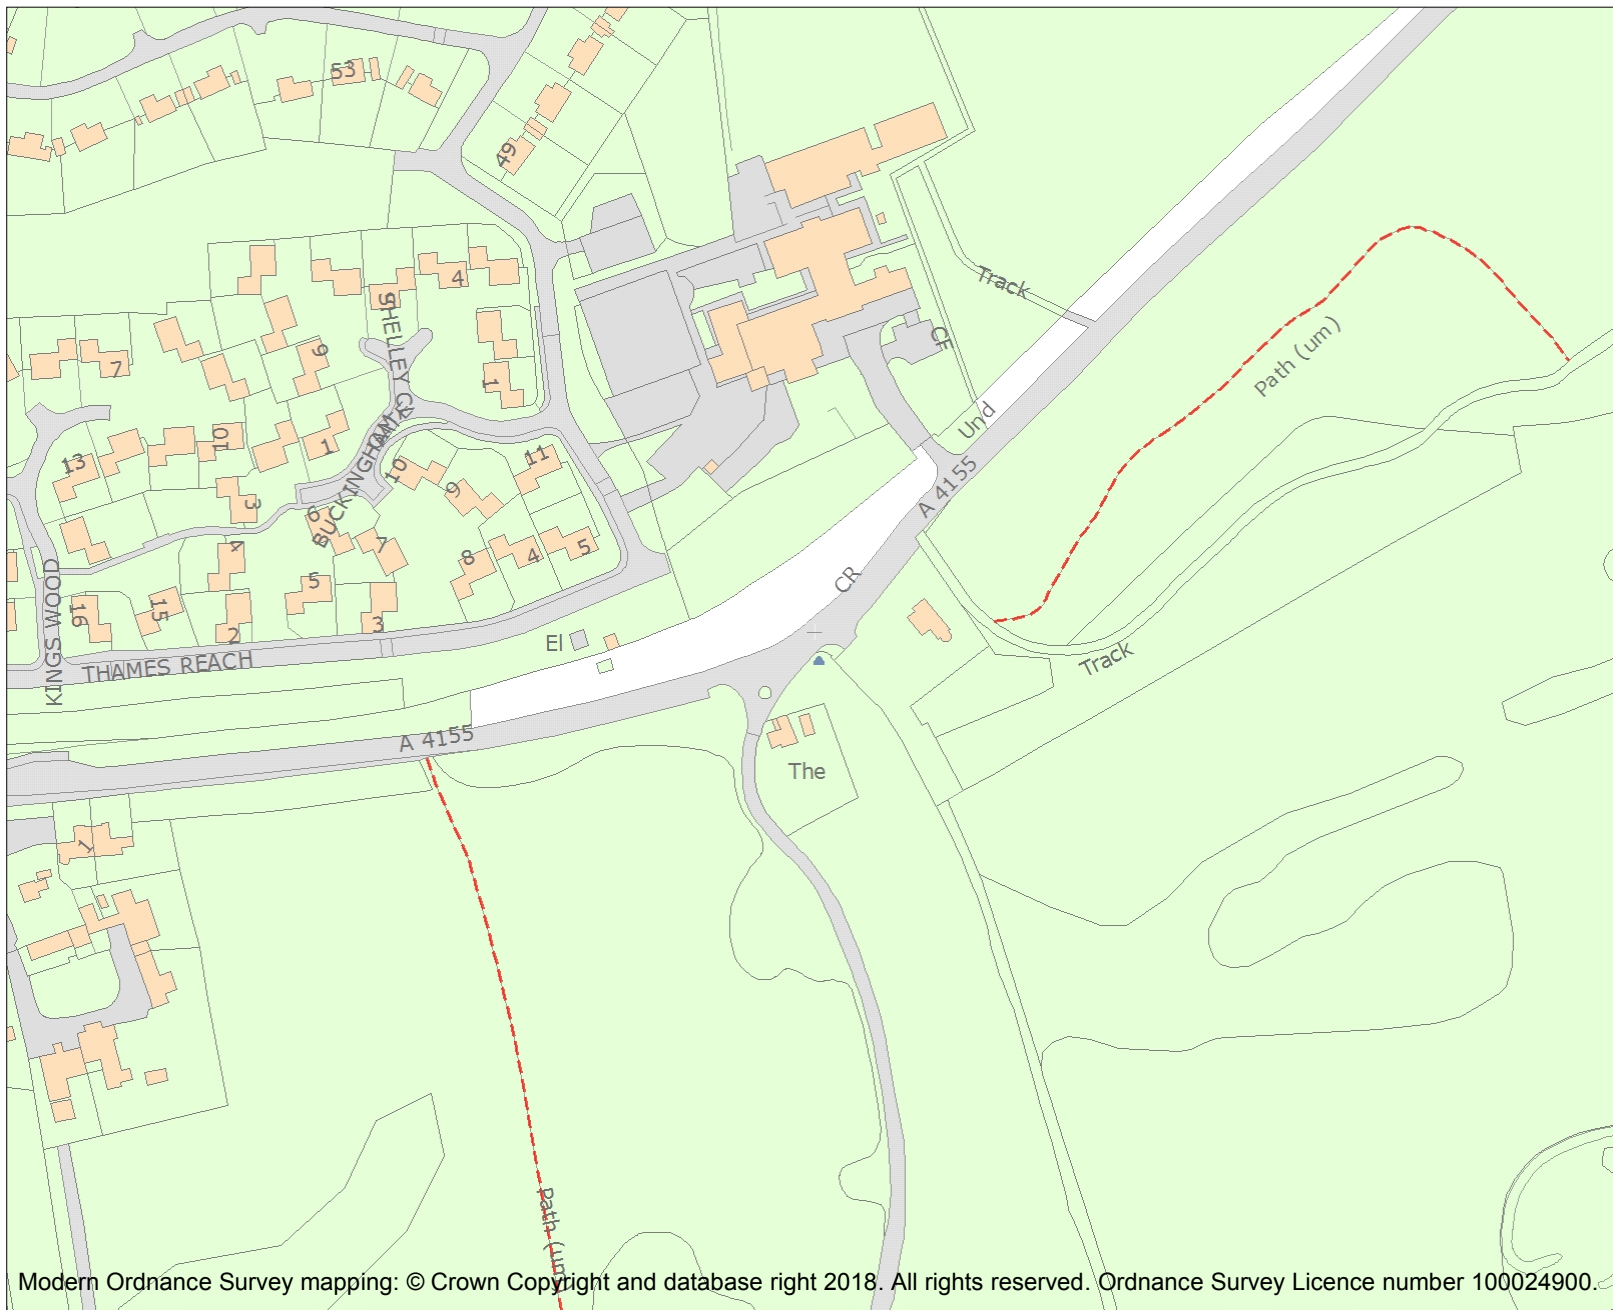 53
49
4
SHELLEY CL
Track
9
7
1
CF
Path (um)
10
1
13
11
Und
10
9
3
A 4155
BUCKINGHAM GATE
6
7
4
8
4
5
5
CR
KINGS WOOD
16
15
2
3
El
THAMES REACH
Track
A 4155
The
1
Path (um)
Modern Ordnance Survey mapping: © Crown Copyright and database right 2018. All rights reserved. Ordnance Survey Licence number 100024900.